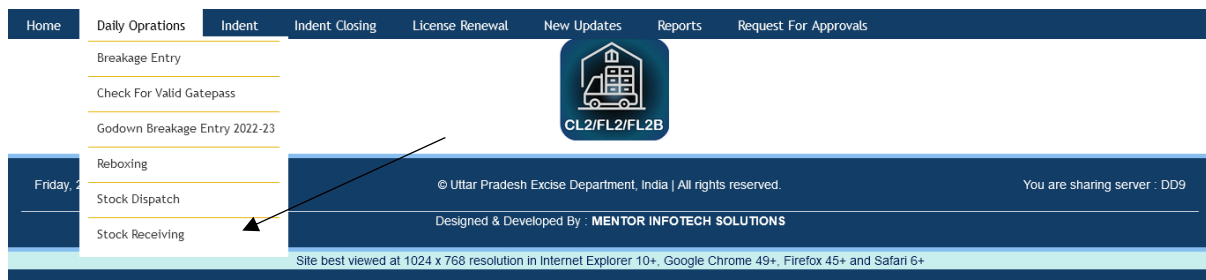 Home Daily Oprations Indent Indent Closing License Renewal New Updates Reports Request For Approvals
Breakage Entry
Check For Valid Gatepass
Godown Breakage Entry 2022-23
Reboxing
Stock Dispatch
Stock Receiving
CL2/FL2/FL2B
Friday, © Uttar Pradesh Excise Department, India | All rights reserved. You are sharing server : DD9
Designed & Developed By : MENTOR INFOTECH SOLUTIONS
Site best viewed at 1024 x 768 resolution in Internet Explorer 10+, Google Chrome 49+, Firefox 45+ and Safari 6+